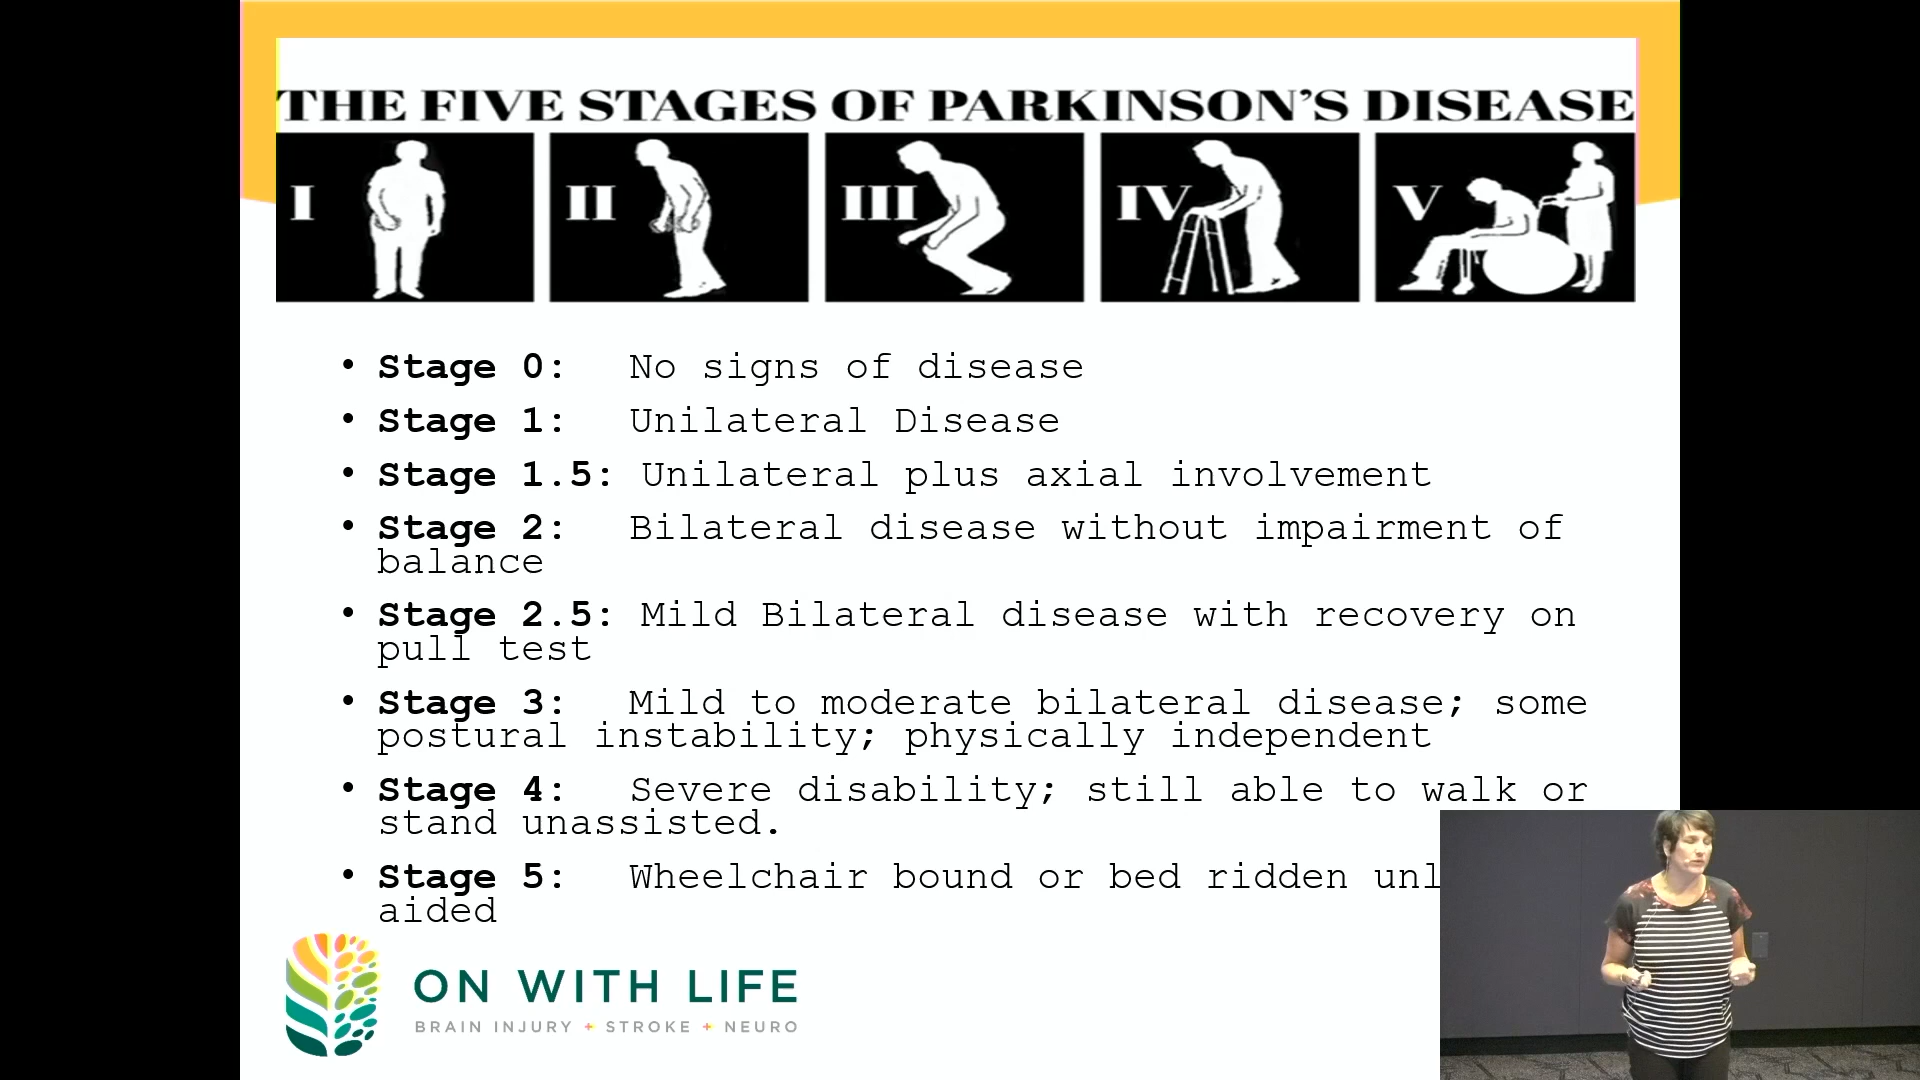 THE FIVE STAGES OF PARKINSON'S DISEASE
I II III IV V
• Stage 0: No signs of disease
• Stage 1: Unilateral Disease
• Stage 1.5: Unilateral plus axial involvement
• Stage 2: Bilateral disease without impairment of
balance
• Stage 2.5: Mild Bilateral disease with recovery on
pull test
• Stage 3: Mild to moderate bilateral disease; some
postural instability; physically independent
• Stage 4: Severe disability; still able to walk or
stand unassisted.
• Stage 5: Wheelchair bound or bed ridden
aided
ON WITH LIFE
BRAIN INJURY + STROKE + NEURO